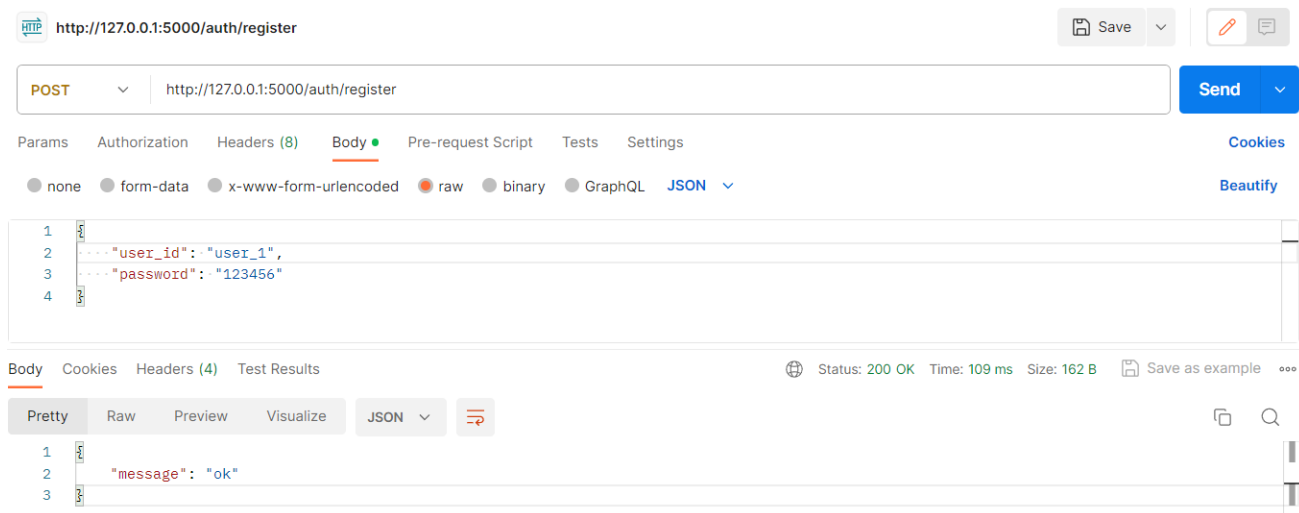 HTTP http://127.0.0.1:5000/auth/register Save
POST http://127.0.0.1:5000/auth/register Send
Params Authorization Headers (8) Body Pre-request Script Tests Settings Cookies
none form-data x-www-form-urlencoded raw binary GraphQL JSON Beautify
1 {
2 "user_id": "user_1",
3 "password": "123456"
4 }
Body Cookies Headers (4) Test Results Status: 200 OK Time: 109 ms Size: 162 B Save as example
Pretty Raw Preview Visualize JSON
1 {
2 "message": "ok"
3 }